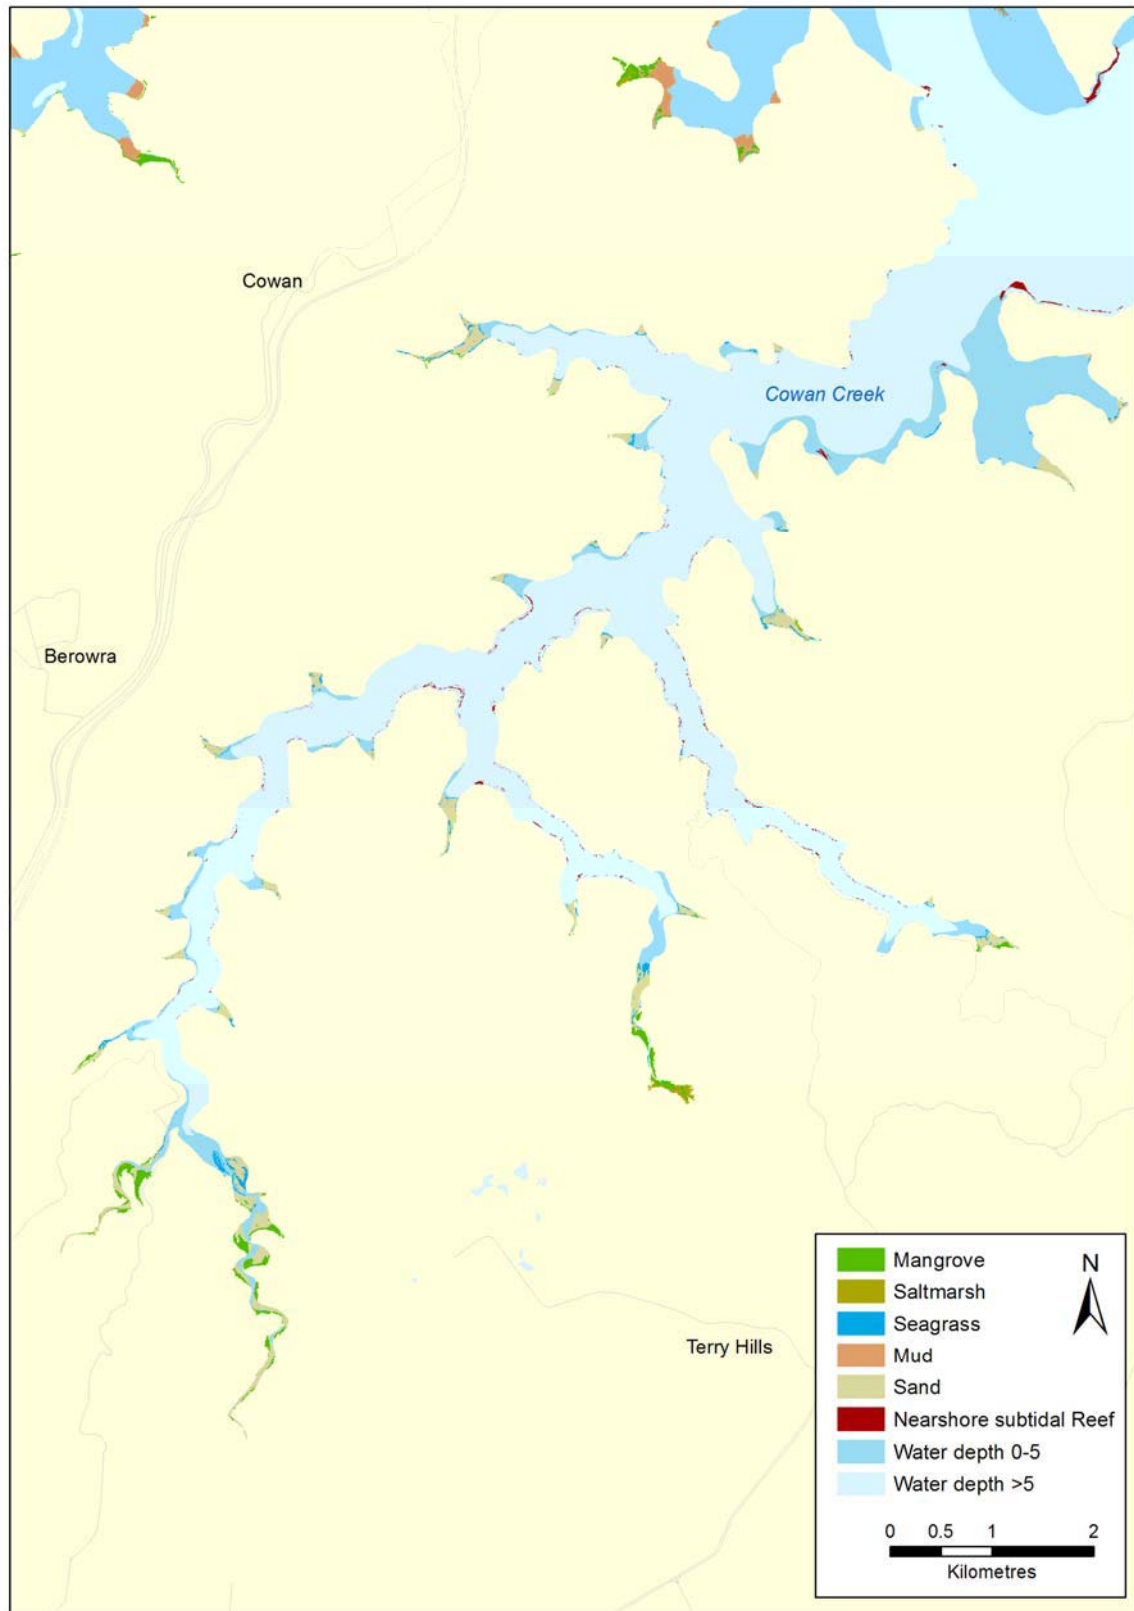 Cowan
Cowan Creek
Berowra
Terry Hills
Mangrove
Saltmarsh
Seagrass
Mud
Sand
Nearshore subtidal Reef
Water depth 0-5
Water depth >5
N
0 0.5 1 2
Kilometres